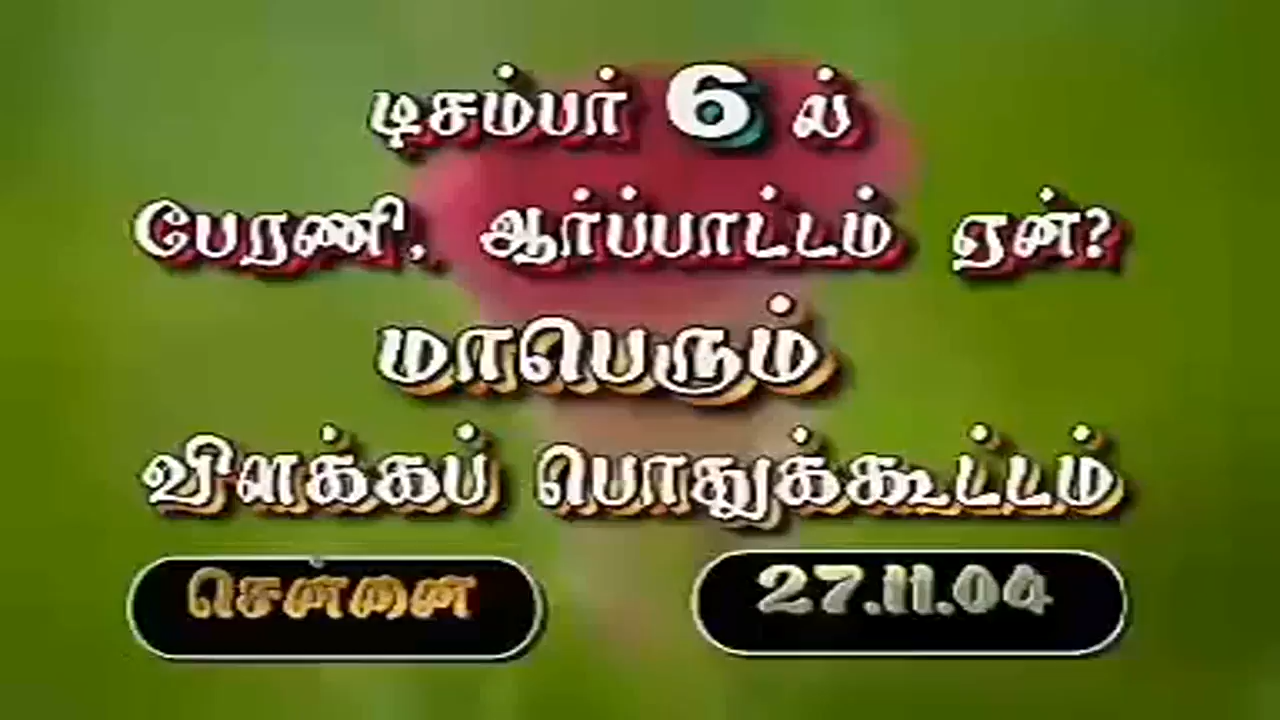 டிசம்பர் 6 ல்
பேரணி, ஆர்ப்பாட்டம் ஏன்?
மாபெரும்
விளக்கப் பொதுக்கூட்டம்
சென்னை
27.11.04